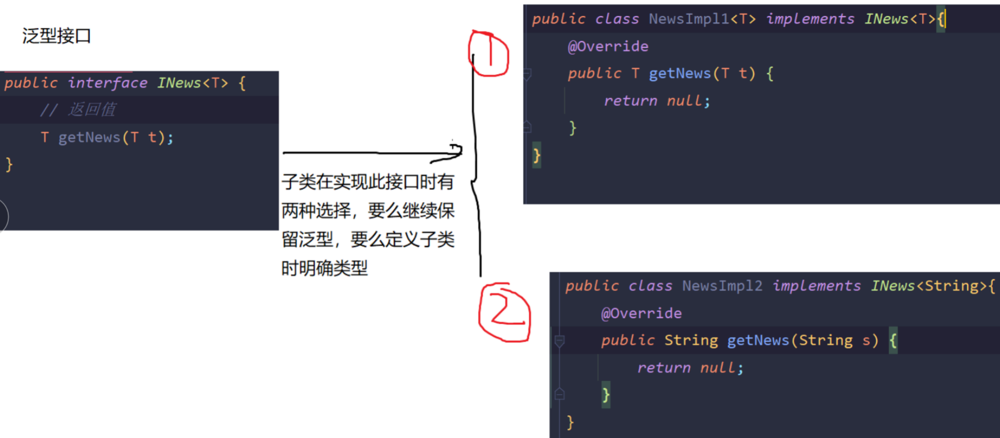 泛型接口
public interface INews<T> {
// 返回值
T getNews(T t);
}
子类在实现此接口时有
两种选择，要么继续保
留泛型，要么定义子类
时明确类型
1
public class NewsImpl1<T> implements INews<T>{
@Override
public T getNews(T t) {
return null;
}
}
2
public class NewsImpl2 implements INews<String>{
@Override
public String getNews(String s) {
return null;
}
}